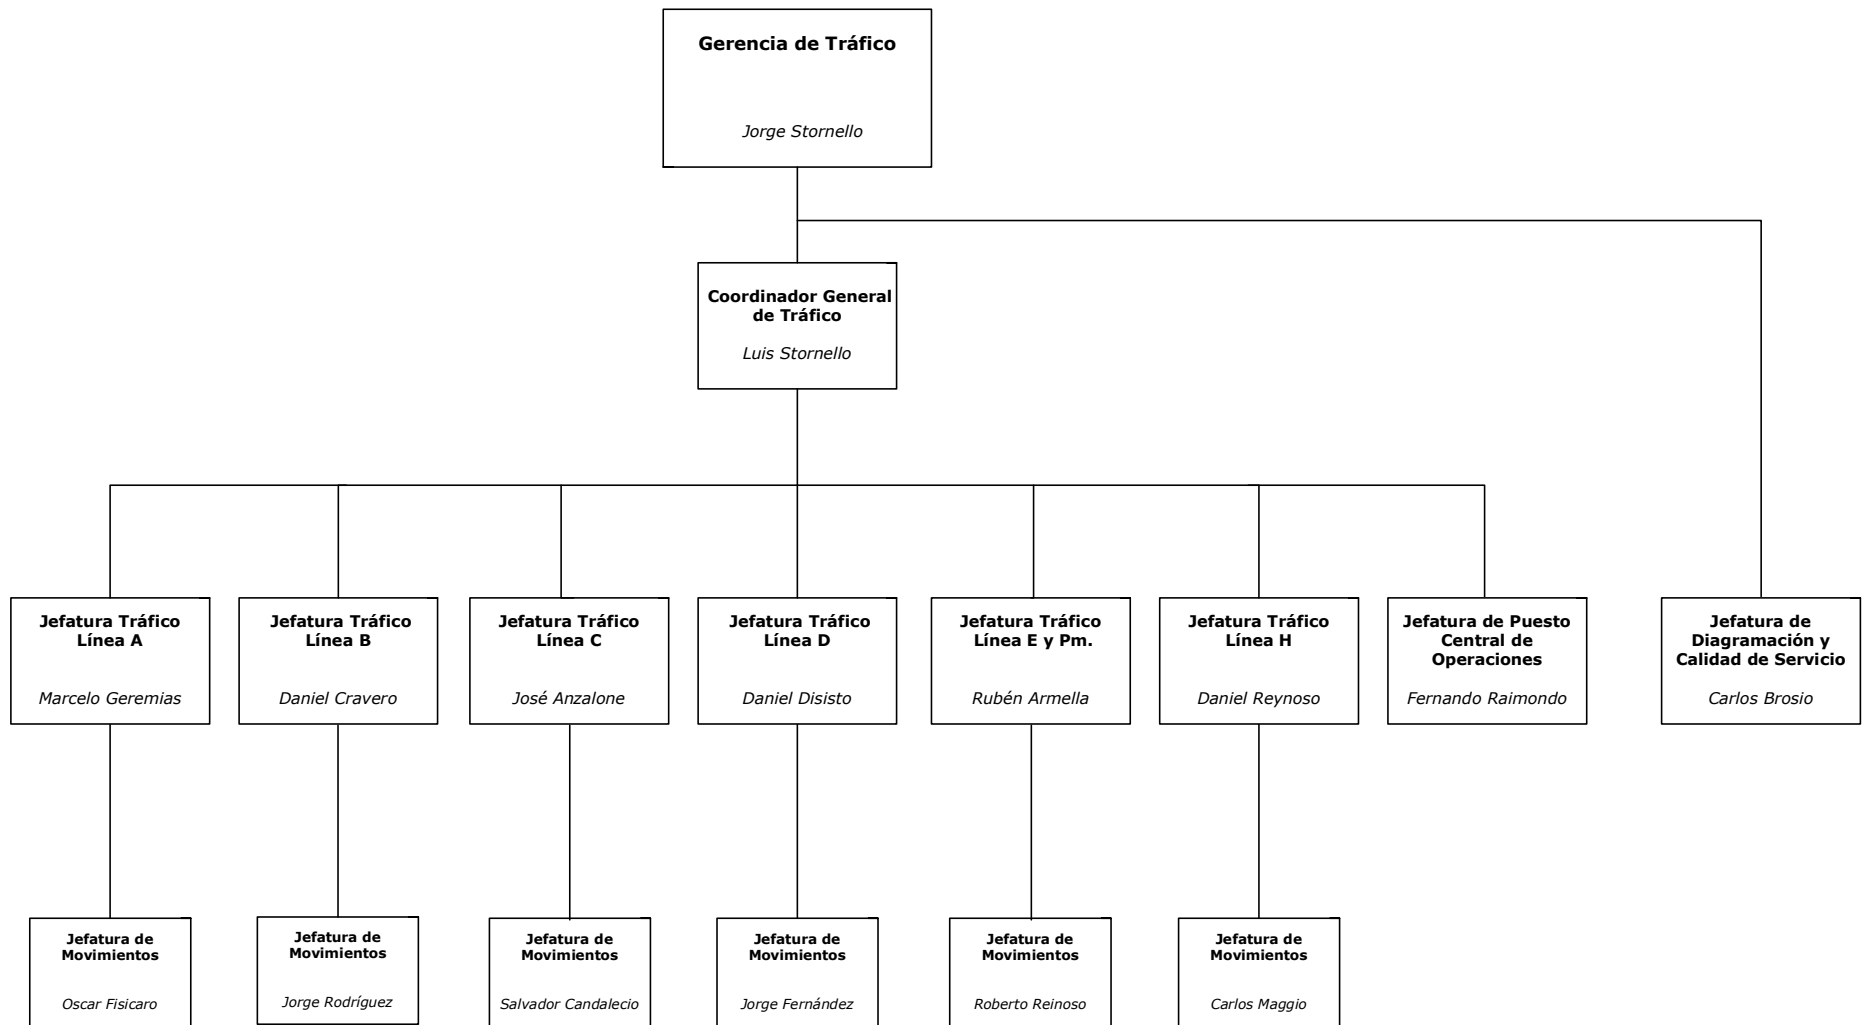 Gerencia de Tráfico
Jorge Stornello
Coordinador General
de Tráfico
Luis Stornello
Jefatura Tráfico
Línea A
Marcelo Geremias
Jefatura Tráfico
Línea B
Daniel Cravero
Jefatura Tráfico
Línea C
José Anzalone
Jefatura Tráfico
Línea D
Daniel Disisto
Jefatura Tráfico
Línea E y Pm.
Rubén Armella
Jefatura Tráfico
Línea H
Daniel Reynoso
Jefatura de Puesto
Central de
Operaciones
Fernando Raimondo
Jefatura de
Diagramación y
Calidad de Servicio
Carlos Brosio
Jefatura de
Movimientos
Oscar Fisicaro
Jefatura de
Movimientos
Jorge Rodríguez
Jefatura de
Movimientos
Salvador Candalecio
Jefatura de
Movimientos
Jorge Fernández
Jefatura de
Movimientos
Roberto Reinoso
Jefatura de
Movimientos
Carlos Maggio